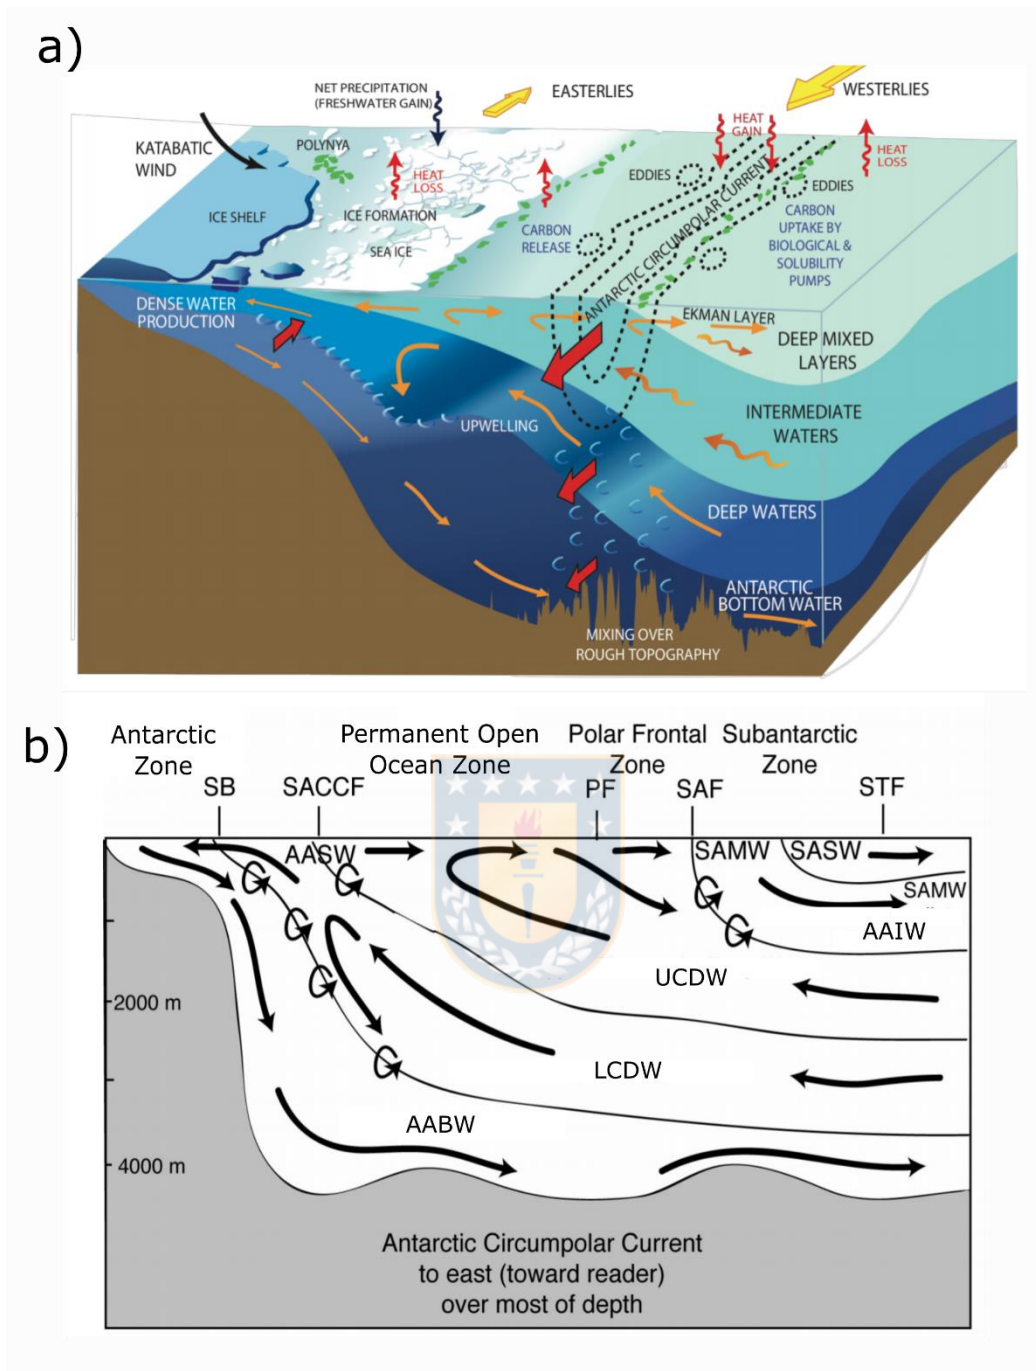 a)
NET PRECIPITATION
(FRESHWATER GAIN)
EASTERLIES
WESTERLIES
KATABATIC
WIND
POLYNYA
HEAT
LOSS
HEAT
GAIN
HEAT
LOSS
EDDIES
EDDIES
ICE SHELF
ICE FORMATION
SEA ICE
CARBON
RELEASE
ANTARCTIC CIRCUMPOLAR CURRENT
CARBON
UPTAKE BY
BIOLOGICAL &
SOLUBILITY
PUMPS
DENSE WATER
PRODUCTION
EKMAN LAYER
DEEP MIXED
LAYERS
UPWELLING
INTERMEDIATE
WATERS
DEEP WATERS
ANTARCTIC
BOTTOM WATER
MIXING OVER
ROUGH TOPOGRAPHY
b)
Antarctic
Zone
Permanent Open
Ocean Zone
Polar Frontal
Zone
Subantarctic
Zone
SB
SACCF
PF
SAF
STF
AASW
SAMW
SASW
SAMW
AAIW
UCDW
2000 m
LCDW
AABW
4000 m
Antarctic Circumpolar Current
to east (toward reader)
over most of depth